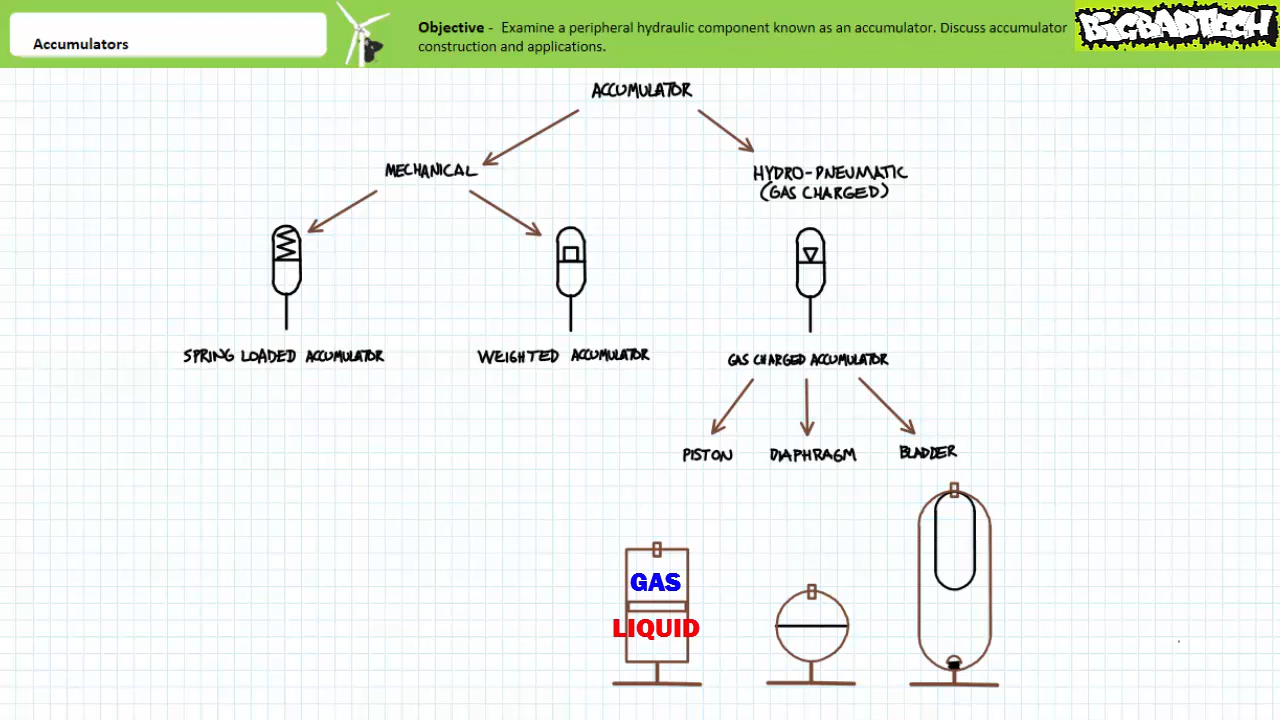 Accumulators
Objective - Examine a peripheral hydraulic component known as an accumulator. Discuss accumulator
construction and applications.
BIGBADTECH
ACCUMULATOR
MECHANICAL
HYDRO-PNEUMATIC
(GAS CHARGED)
SPRING LOADED ACCUMULATOR
WEIGHTED ACCUMULATOR
GAS CHARGED ACCUMULATOR
PISTON
DIAPHRAGM
BLADDER
GAS
LIQUID